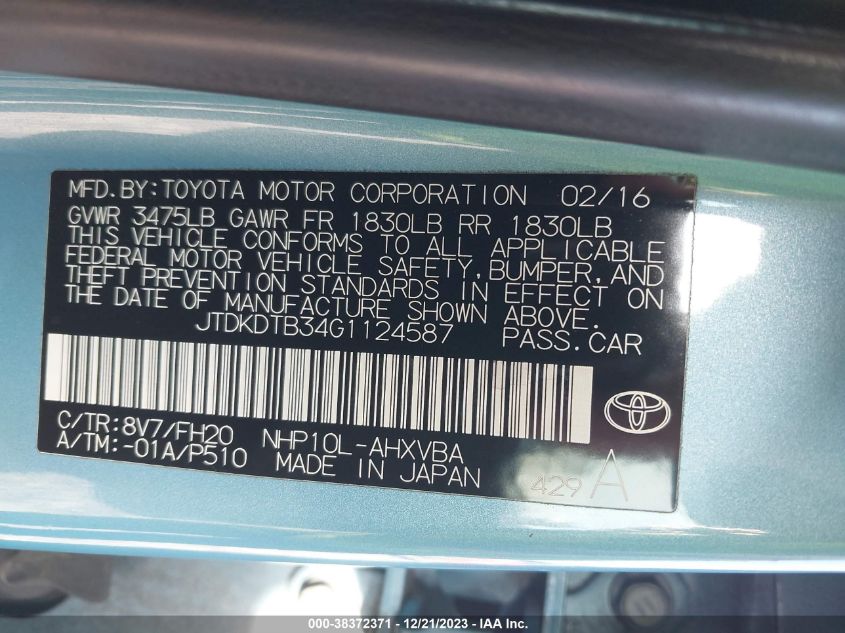 MFD.BY:TOYOTA MOTOR CORPORATION 02/16
GVWR 3475LB GAWR FR 1830LB RR 1830LB
THIS VEHICLE CONFORMS TO ALL APPLICABLE
FEDERAL MOTOR VEHICLE SAFETY,BUMPER,AND
THEFT PREVENTION STANDARDS IN EFFECT ON
THE DATE OF MANUFACTURE SHOWN ABOVE.
JTDKDTB34G1124587 PASS.CAR
C/TR:8V7/FH20 NHP10L-AHXVBA
A/TM:-01A/P510 MADE IN JAPAN
429 A
000-38372371 - 12/21/2023 - IAA Inc.